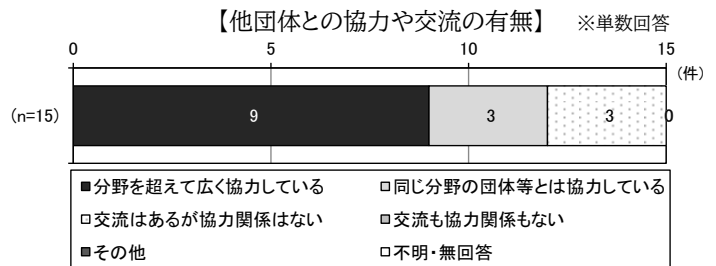 【他団体との協力や交流の有無】 ※単数回答
0 5 10 15
(件)
(n=15) 9 3 3 0
■分野を超えて広く協力している □同じ分野の団体等とは協力している
□交流はあるが協力関係はない ■交流も協力関係もない
■その他 □不明・無回答